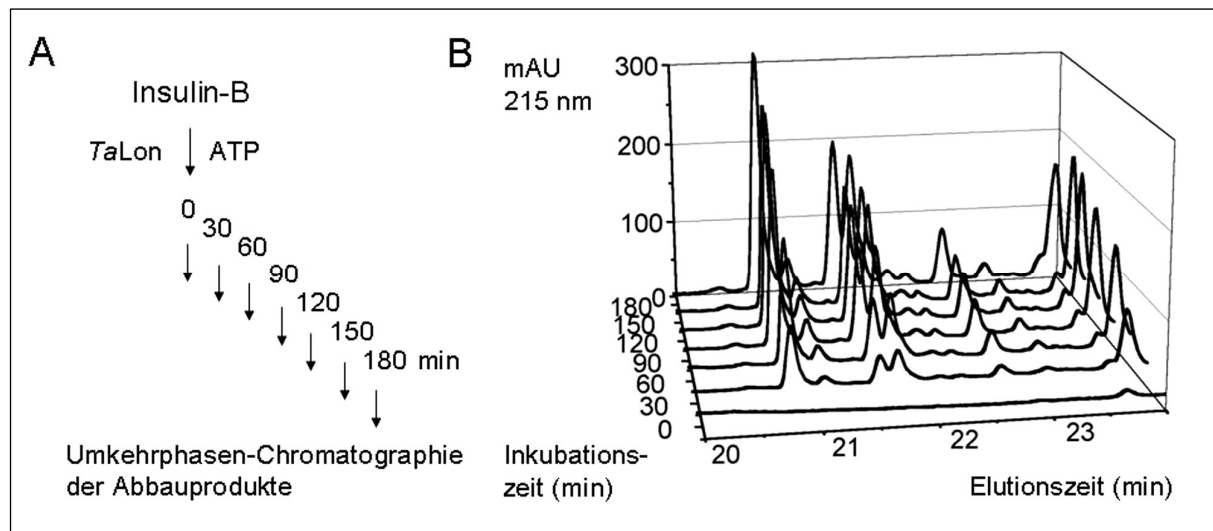 A
Insulin-B
TaLon ATP
0
30
60
90
120
150
180 min
Umkehrphasen-Chromatographie
der Abbauprodukte
B
mAU
215 nm
300
200
100
0
180
150
120
90
60
30
0
20
21
22
23
Inkubations-
zeit (min)
Elutionszeit (min)